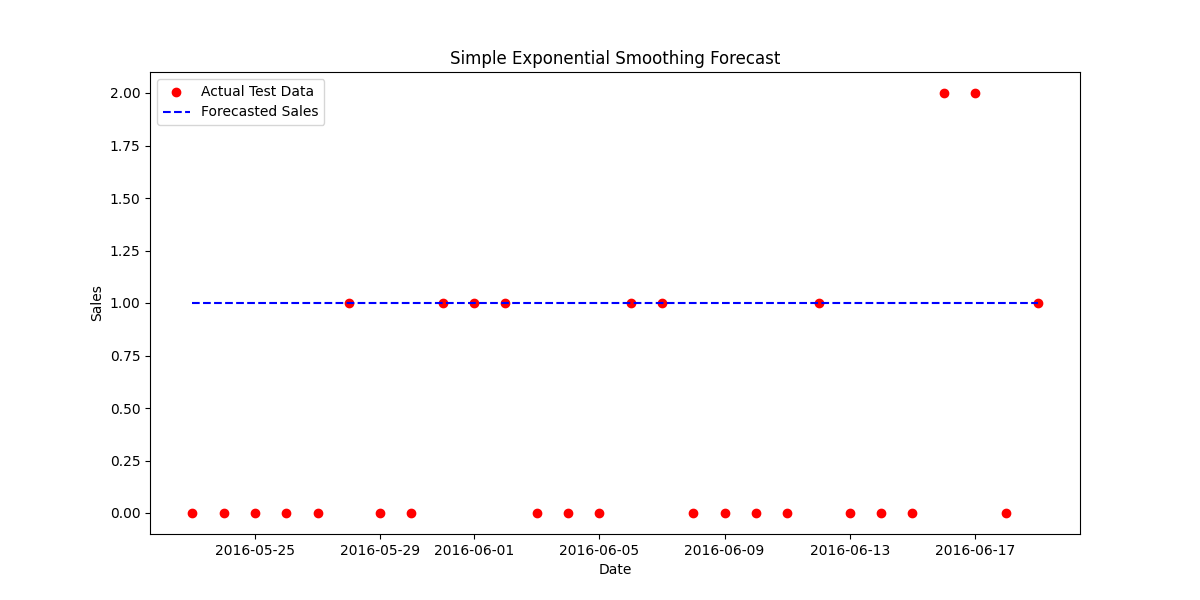 Simple Exponential Smoothing Forecast
Actual Test Data
Forecasted Sales
2.00
1.75
1.50
1.25
1.00
0.75
0.50
0.25
0.00
Sales
2016-05-25 2016-05-29 2016-06-01 2016-06-05 2016-06-09 2016-06-13 2016-06-17
Date